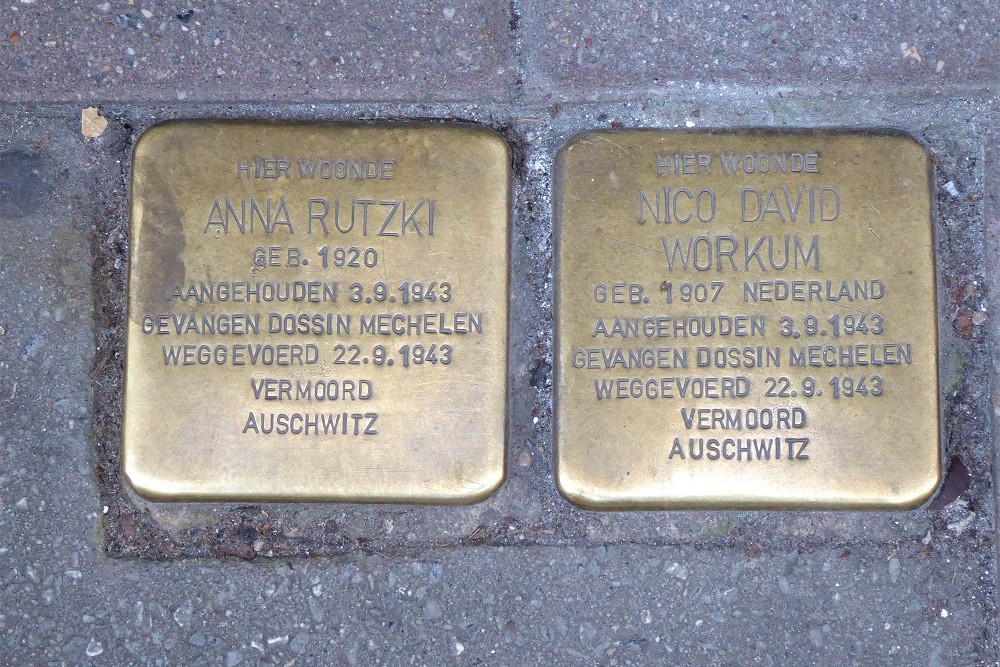 HIER WOONDE
ANNA RUTZKI
GEB. 1920
AANGEHOUDEN 3.9.1943
GEVANGEN DOSSIN MECHELEN
WEGGEVOERD 22.9.1943
VERMOORD
AUSCHWITZ
HIER WOONDE
NICO DAVID
WORKUM
GEB. 1907 NEDERLAND
AANGEHOUDEN 3.9.1943
GEVANGEN DOSSIN MECHELEN
WEGGEVOERD 22.9.1943
VERMOORD
AUSCHWITZ